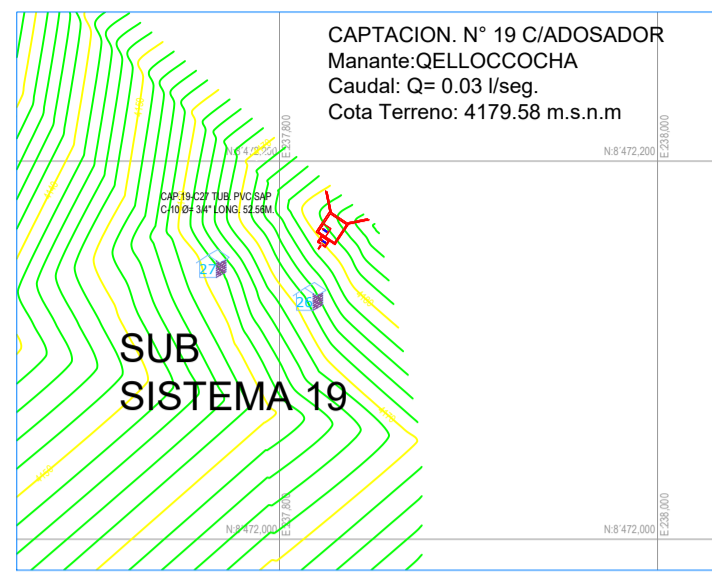 CAPTACION. N° 19 C/ADOSADOR
Manante:QELLOCCOCHA
Caudal: Q= 0.03 l/seg.
Cota Terreno: 4179.58 m.s.n.m
E:237,800
E:238,000
N:8'472,200
N:8'472,200
CAP.19-C27 TUB. PVC SAP
C-10 Ø= 3/4" LONG. 52.56M.
27
26
SUB
SISTEMA 19
E:237,800
E:238,000
N:8'472,000
N:8'472,000